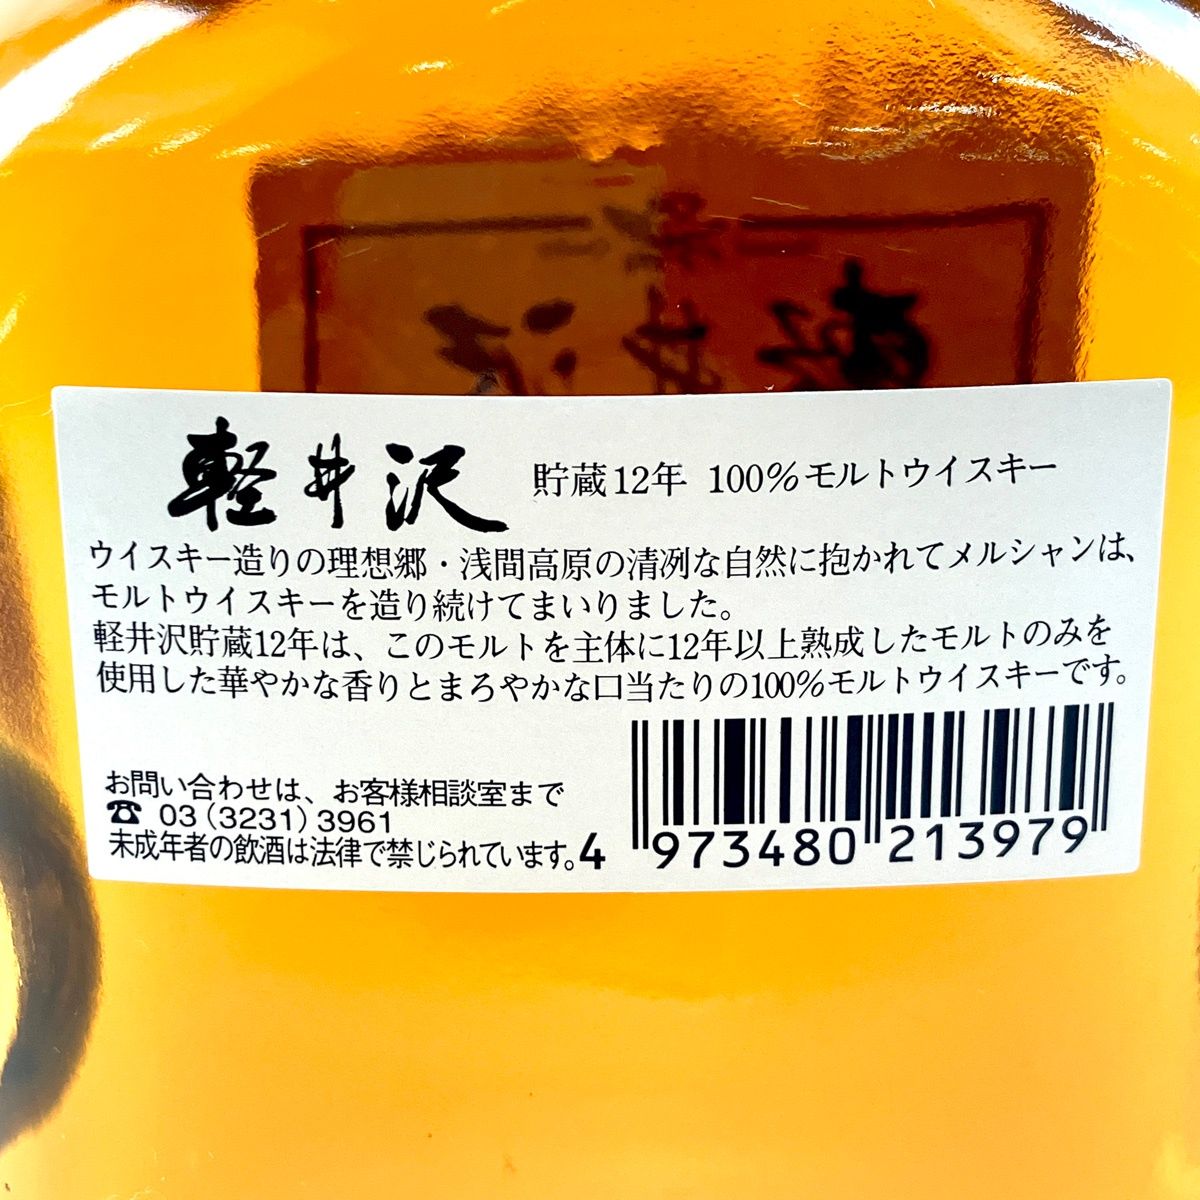 軽井沢 貯蔵12年 100%モルトウイスキー
ウイスキー造りの理想郷・浅間高原の清冽な自然に抱かれてメルシャンは、
モルトウイスキーを造り続けてまいりました。
軽井沢貯蔵12年は、このモルトを主体に12年以上熟成したモルトのみを
使用した華やかな香りとまろやかな口当たりの100%モルトウイスキーです。
お問い合わせは、お客様相談室まで
☎ 03(3231)3961
未成年者の飲酒は法律で禁じられています。
4 973480 213979